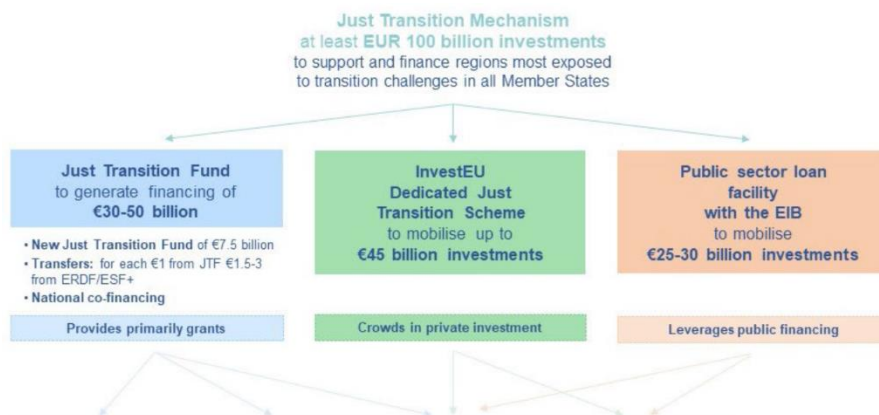 Just Transition Mechanism
at least EUR 100 billion investments
to support and finance regions most exposed
to transition challenges in all Member States
Just Transition Fund
to generate financing of
€30-50 billion
• New Just Transition Fund of €7.5 billion
• Transfers: for each €1 from JTF €1.5-3
from ERDF/ESF+
• National co-financing
Provides primarily grants
InvestEU
Dedicated Just
Transition Scheme
to mobilise up to
€45 billion investments
Crowds in private investment
Public sector loan
facility
with the EIB
to mobilise
€25-30 billion investments
Leverages public financing